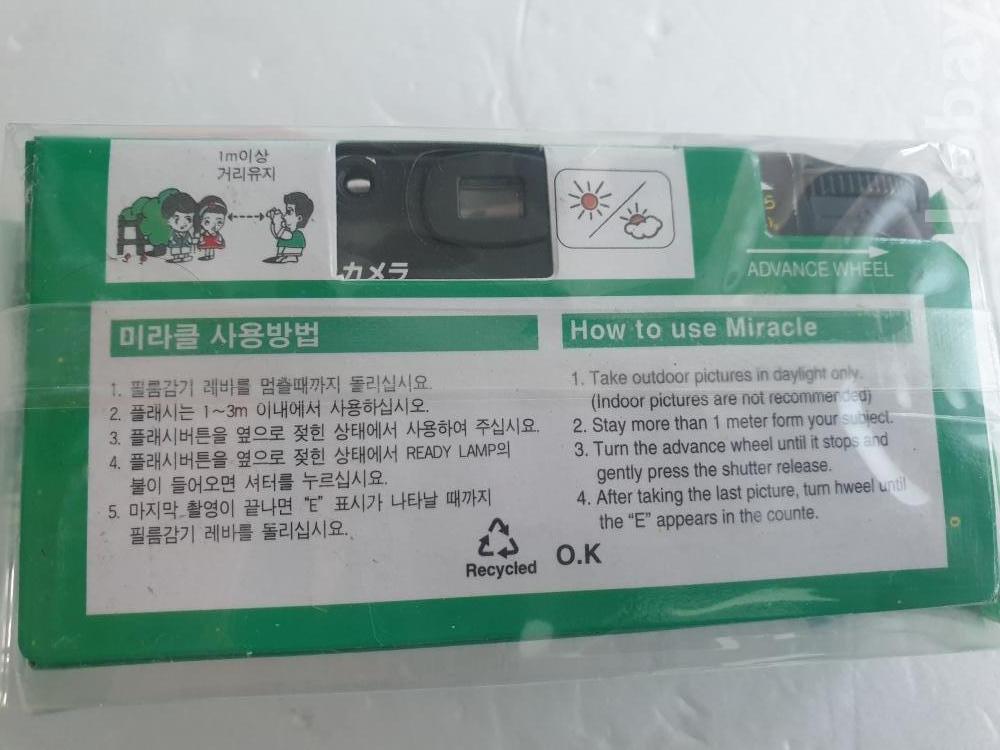 1m이상
거리유지
カメラ
5
ADVANCE WHEEL
미라클 사용방법
1. 필름감기 레바를 멈출때까지 돌리십시요.
2. 플래시는 1~3m 이내에서 사용하십시오.
3. 플래시버튼을 옆으로 젖힌 상태에서 사용하여 주십시요.
4. 플래시버튼을 옆으로 젖힌 상태에서 READY LAMP의
불이 들어오면 셔터를 누르십시요.
5. 마지막 촬영이 끝나면 "E" 표시가 나타날 때까지
필름감기 레바를 돌리십시요.
How to use Miracle
1. Take outdoor pictures in daylight only.
(Indoor pictures are not recommended)
2. Stay more than 1 meter form your subject.
3. Turn the advance wheel until it stops and
gently press the shutter release.
4. After taking the last picture, turn hweel until
the "E" appears in the counte.
Recycled
O.K